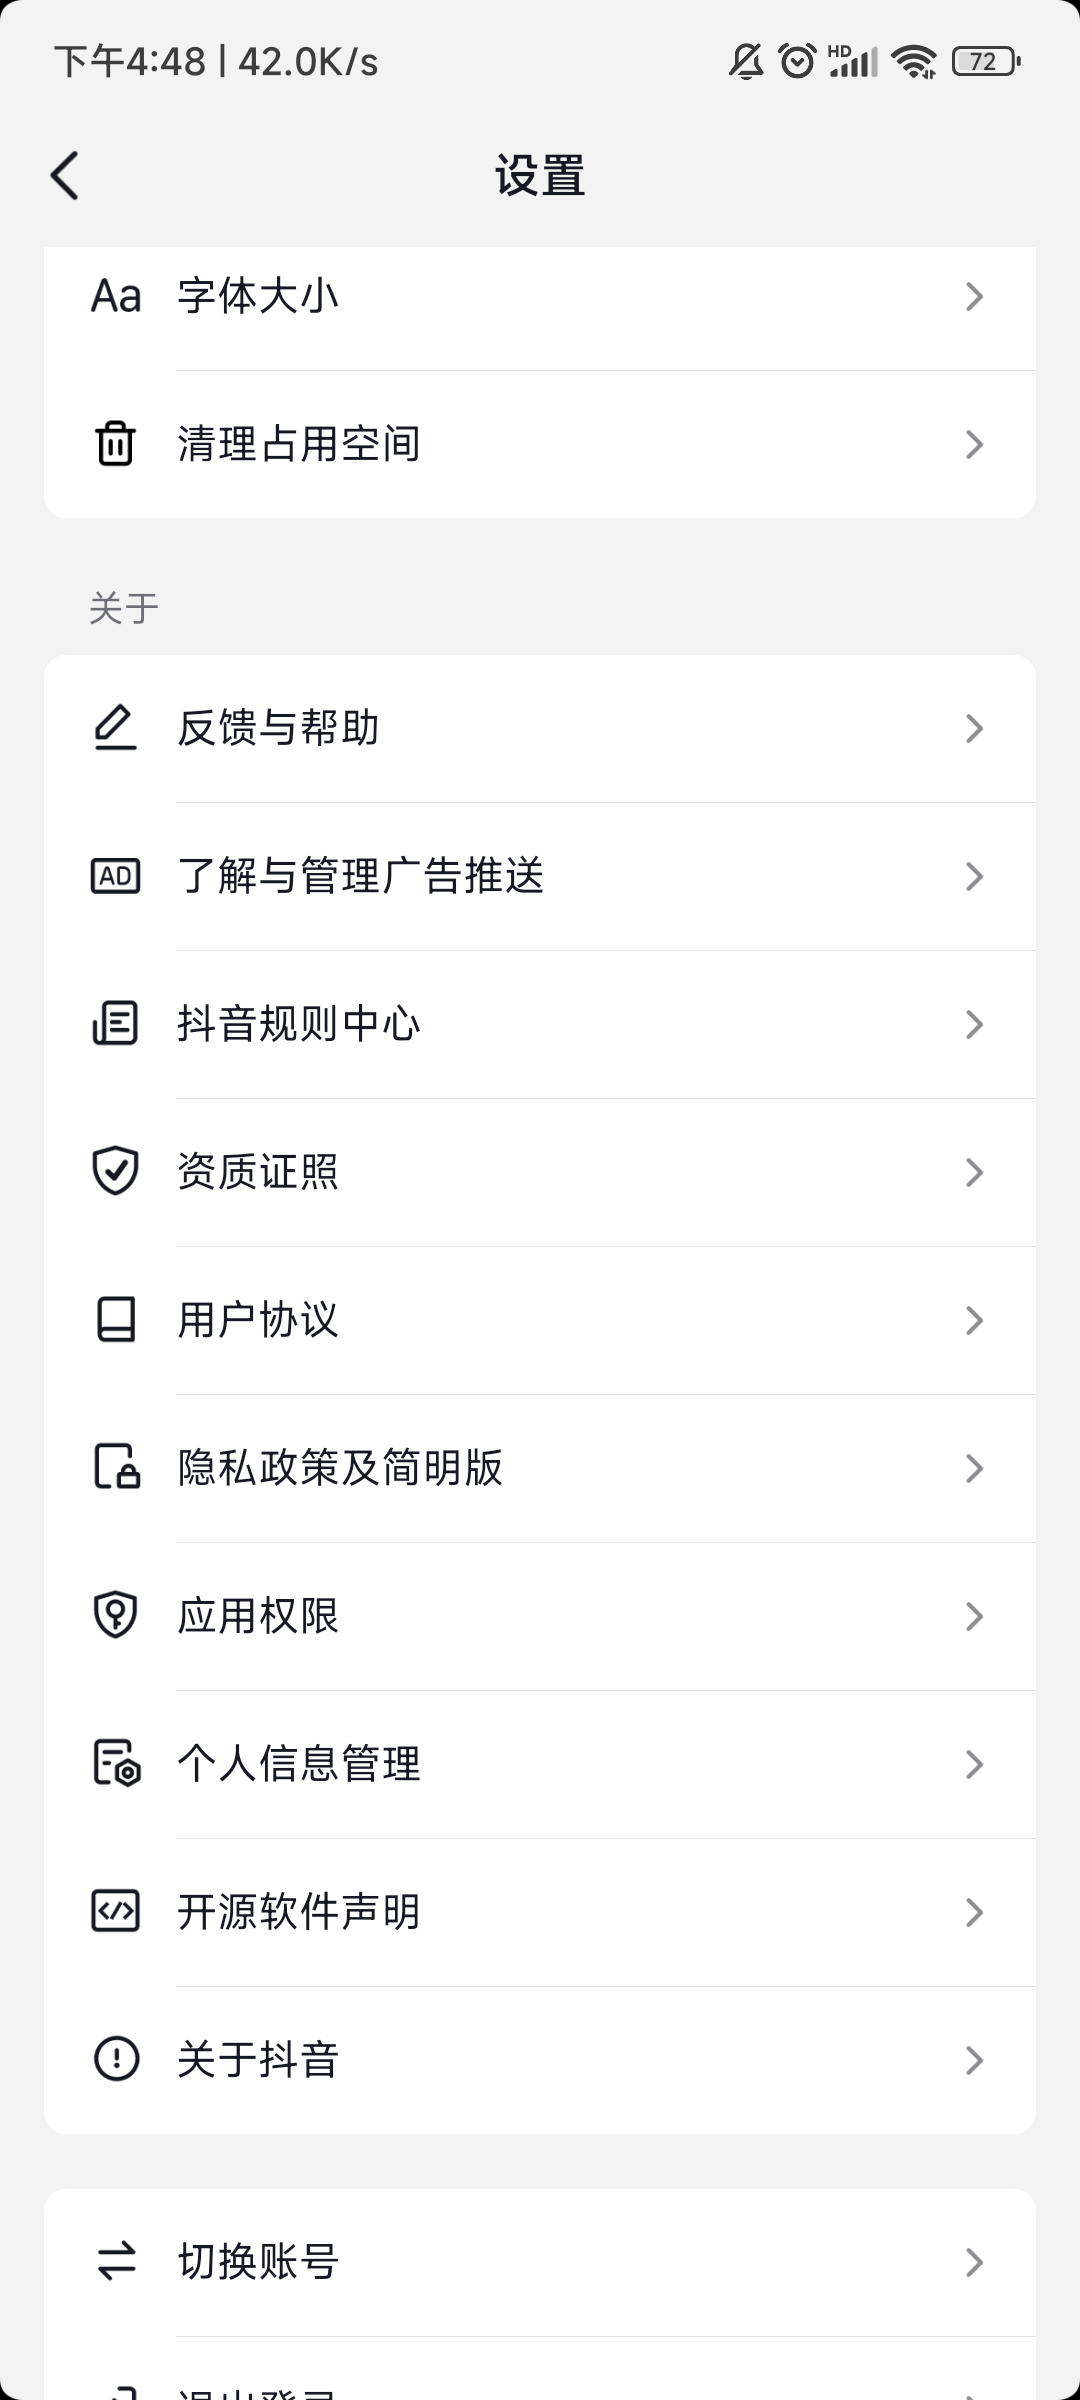 下午4:48 | 42.0K/s HD 72
设置
Aa 字体大小
清理占用空间
关于
反馈与帮助
AD 了解与管理广告推送
抖音规则中心
资质证照
用户协议
隐私政策及简明版
应用权限
个人信息管理
开源软件声明
关于抖音
切换账号